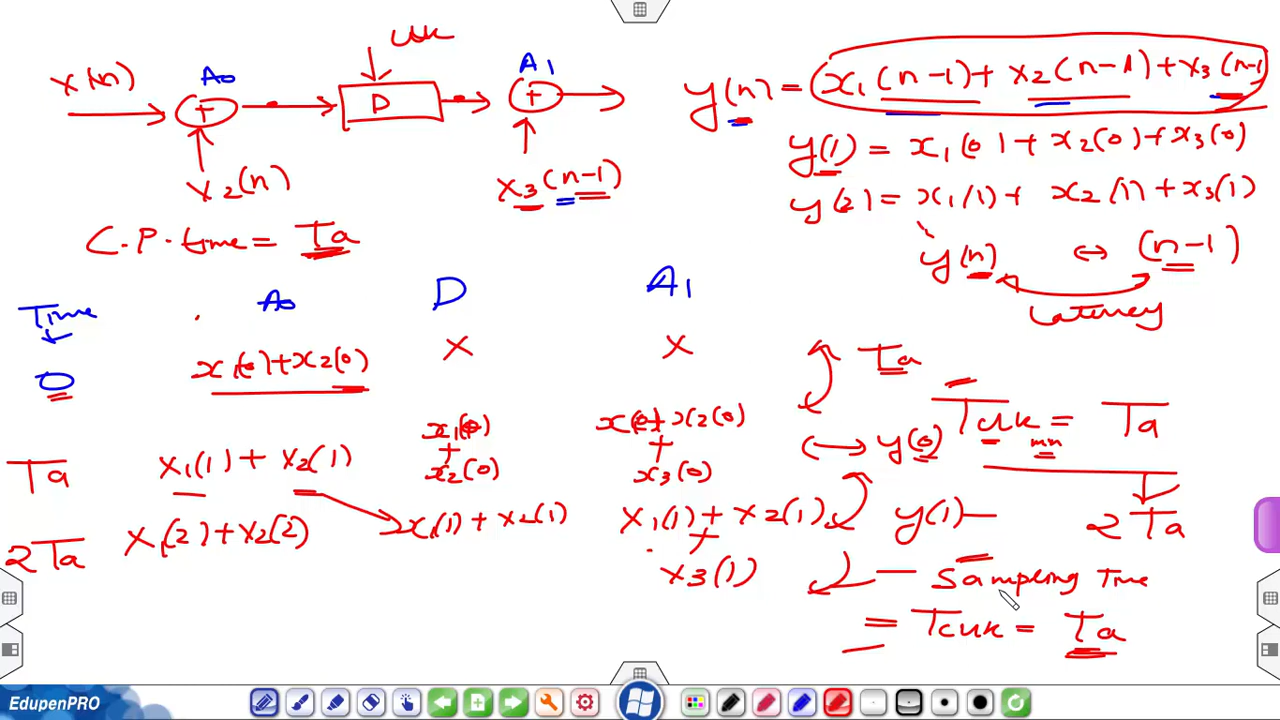 clk
x(n) A0 D A1 y(n) = x1(n-1) + x2(n-1) + x3(n-1)
+ +
x2(n) x3(n-1)
y(1) = x1(0) + x2(0) + x3(0)
y(2) = x1(1) + x2(1) + x3(1)
C.P. time = Ta
y(n) ↔ (n-1)
Latency
Time A0 D A1
0 x1(0)+x2(0) × × Ta
Tclk min = Ta
Ta x1(1) + x2(1) x1(0) + x2(0) x1(0)+x2(0) + x3(0) ↔ y(0)
2Ta x1(2)+x2(2) x1(1) + x2(1) x1(1) + x2(1) + x3(1) y(1) — 2Ta
— Sampling Time
= Tclk = Ta
EdupenPRO